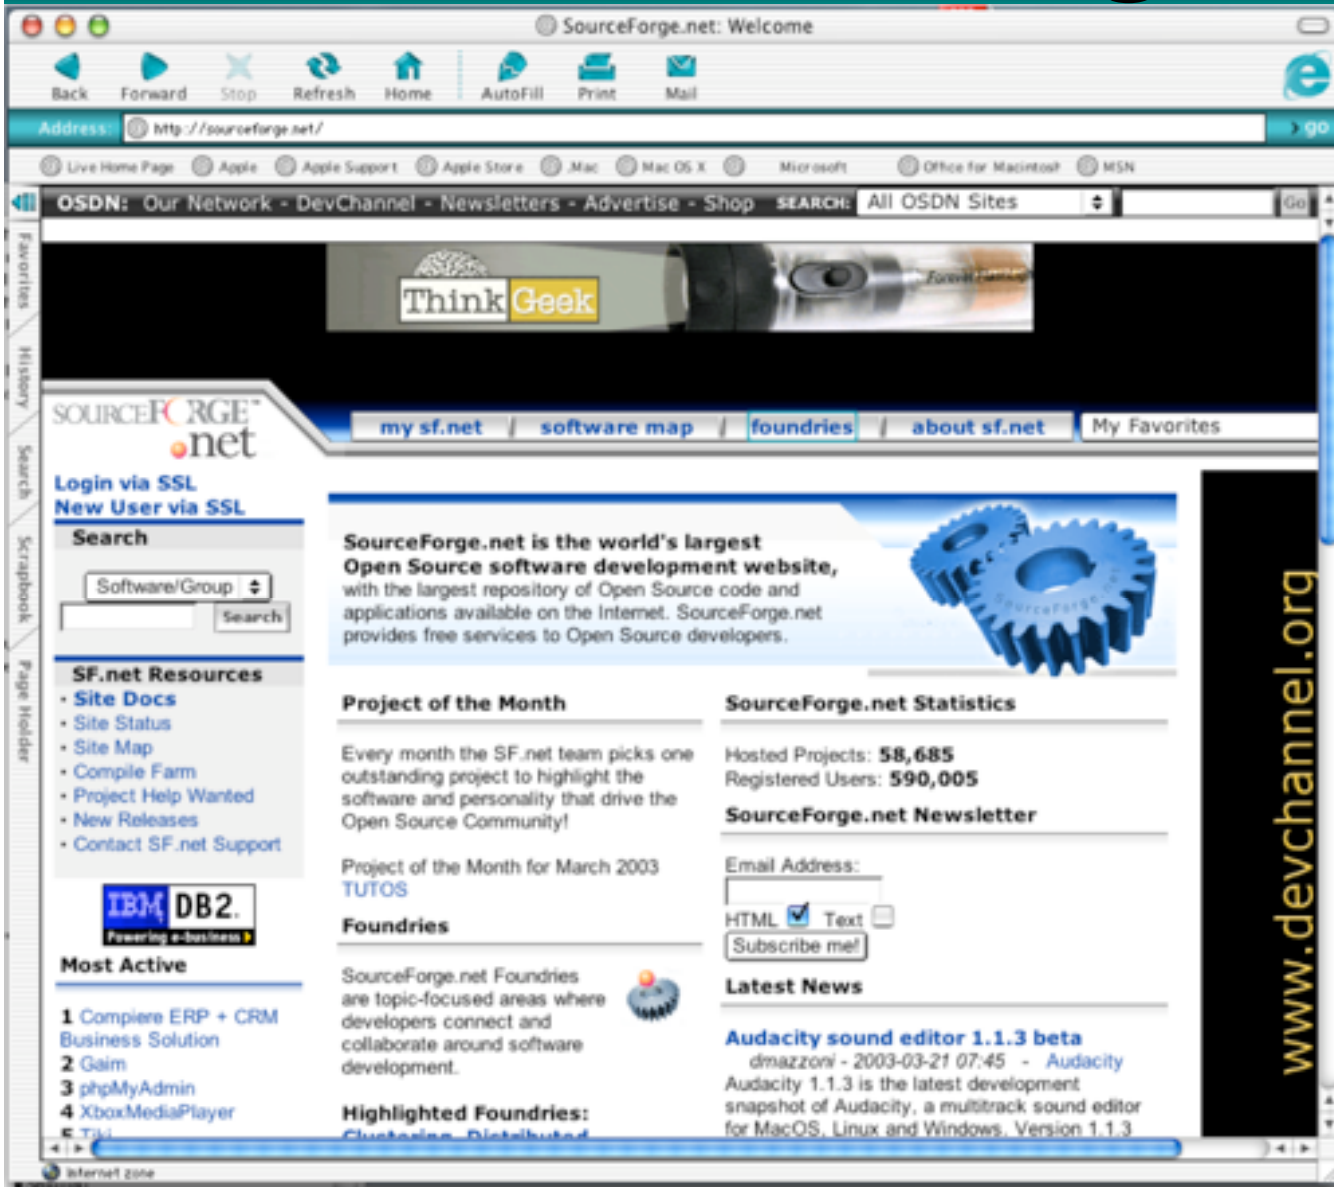 SourceForge.net: Welcome
Back Forward Stop Refresh Home AutoFill Print Mail
Address: http://sourceforge.net/ go
Live Home Page Apple Apple Support Apple Store .Mac Mac OS X Microsoft Office for Macintosh MSN
OSDN: Our Network - DevChannel - Newsletters - Advertise - Shop SEARCH: All OSDN Sites Go
Favorites
History
Search
Scrapbook
Page Holder
ThinkGeek
SOURCEFORGE™
.net
my sf.net / software map / foundries / about sf.net My Favorites
Login via SSL
New User via SSL
Search
Software/Group
Search
SF.net Resources
· Site Docs
· Site Status
· Site Map
· Compile Farm
· Project Help Wanted
· New Releases
· Contact SF.net Support
IBM DB2.
Powering e-business
Most Active
1 Compiere ERP + CRM
Business Solution
2 Gaim
3 phpMyAdmin
4 XboxMediaPlayer
5 Tiki
SourceForge.net is the world's largest
Open Source software development website,
with the largest repository of Open Source code and
applications available on the Internet. SourceForge.net
provides free services to Open Source developers.
SourceForge.net
Project of the Month
Every month the SF.net team picks one
outstanding project to highlight the
software and personality that drive the
Open Source Community!
Project of the Month for March 2003
TUTOS
Foundries
SourceForge.net Foundries
are topic-focused areas where
developers connect and
collaborate around software
development.
Highlighted Foundries:
Clustering, Distributed
SourceForge.net Statistics
Hosted Projects: 58,685
Registered Users: 590,005
SourceForge.net Newsletter
Email Address:
HTML Text
Subscribe me!
Latest News
Audacity sound editor 1.1.3 beta
dmazzoni - 2003-03-21 07:45 - Audacity
Audacity 1.1.3 is the latest development
snapshot of Audacity, a multitrack sound editor
for MacOS, Linux and Windows. Version 1.1.3
www.devchannel.org
Internet zone